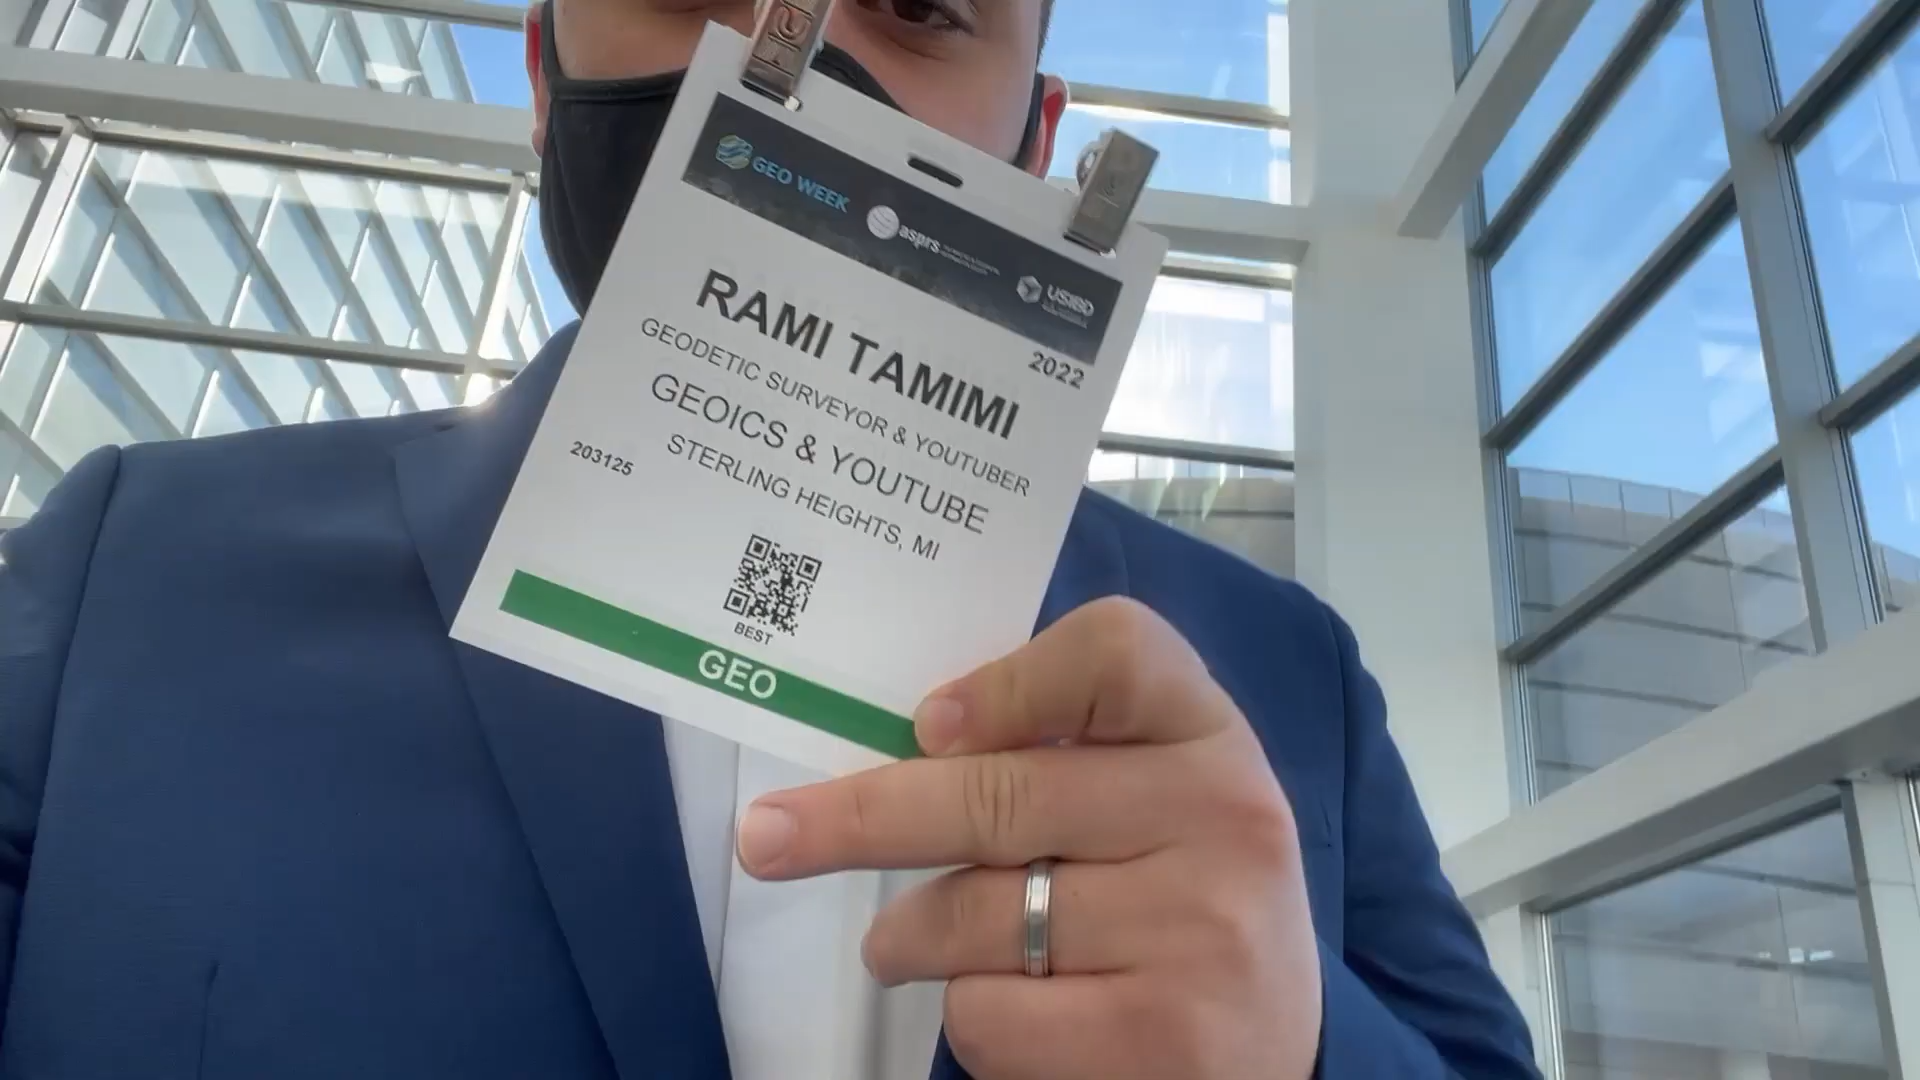 GEO WEEK
asprs
USIBD
2022
RAMI TAMIMI
GEODETIC SURVEYOR & YOUTUBER
GEOICS & YOUTUBE
STERLING HEIGHTS, MI
203125
BEST
GEO